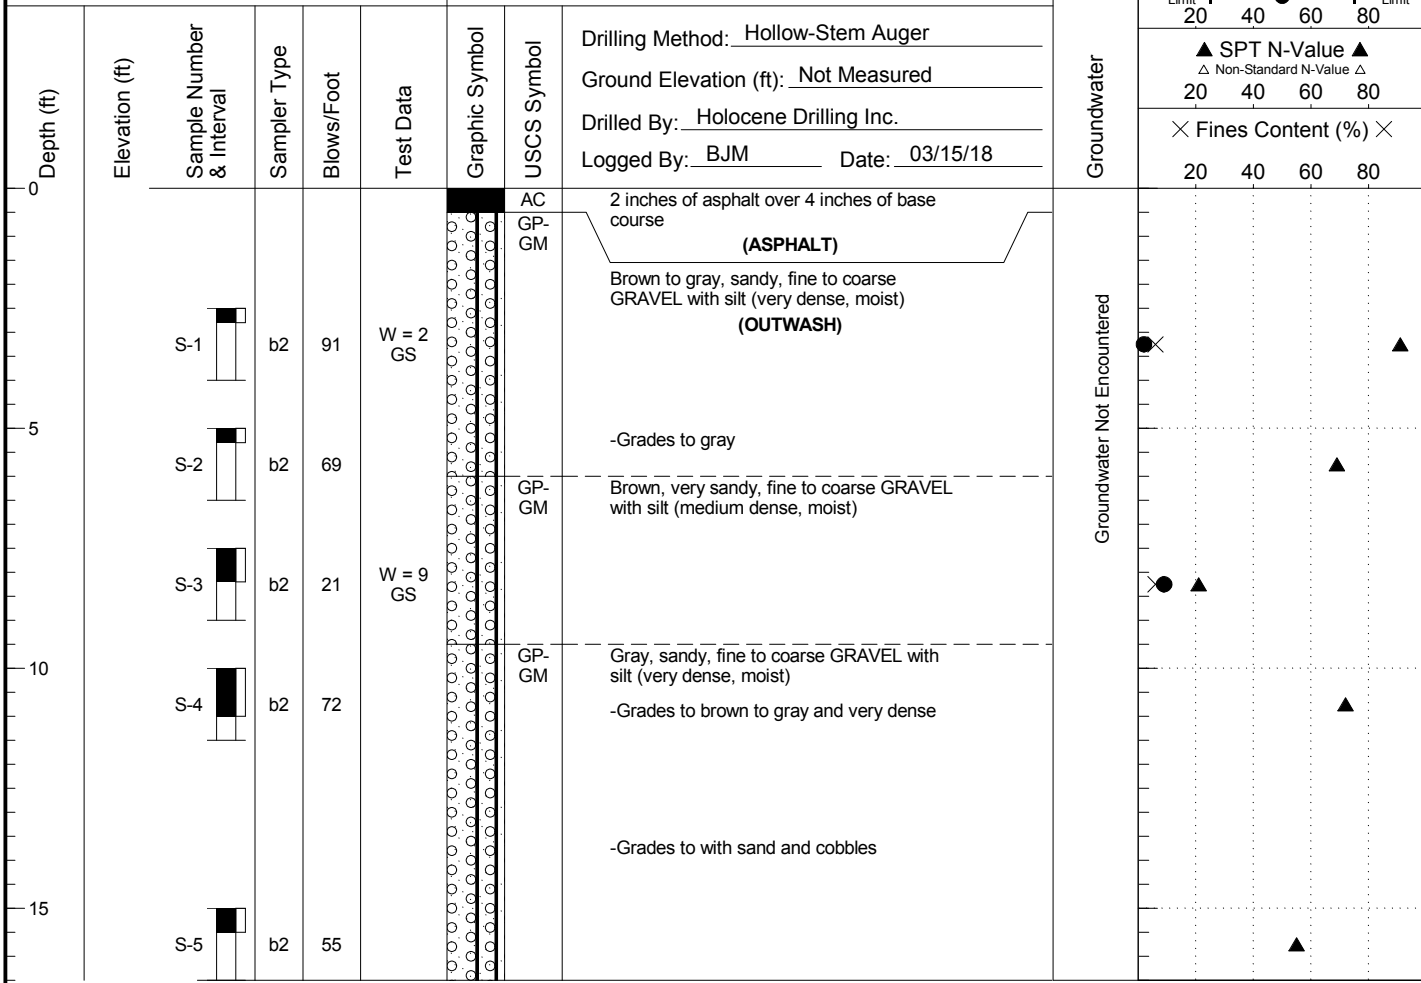 Limit Limit
20 40 60 80
Depth (ft)
Elevation (ft)
Sample Number
& Interval
Sampler Type
Blows/Foot
Test Data
Graphic Symbol
USCS Symbol
Drilling Method: Hollow-Stem Auger
Ground Elevation (ft): Not Measured
Drilled By: Holocene Drilling Inc.
Logged By: BJM Date: 03/15/18
Groundwater
▲ SPT N-Value ▲
△ Non-Standard N-Value △
20 40 60 80
× Fines Content (%) ×
20 40 60 80
0
AC 2 inches of asphalt over 4 inches of base
course
GP-
GM
(ASPHALT)
Brown to gray, sandy, fine to coarse
GRAVEL with silt (very dense, moist)
(OUTWASH)
S-1 b2 91 W = 2
GS
Groundwater Not Encountered
5
-Grades to gray
S-2 b2 69
GP-
GM
Brown, very sandy, fine to coarse GRAVEL
with silt (medium dense, moist)
S-3 b2 21 W = 9
GS
10
GP-
GM
Gray, sandy, fine to coarse GRAVEL with
silt (very dense, moist)
S-4 b2 72
-Grades to brown to gray and very dense
-Grades to with sand and cobbles
15
S-5 b2 55